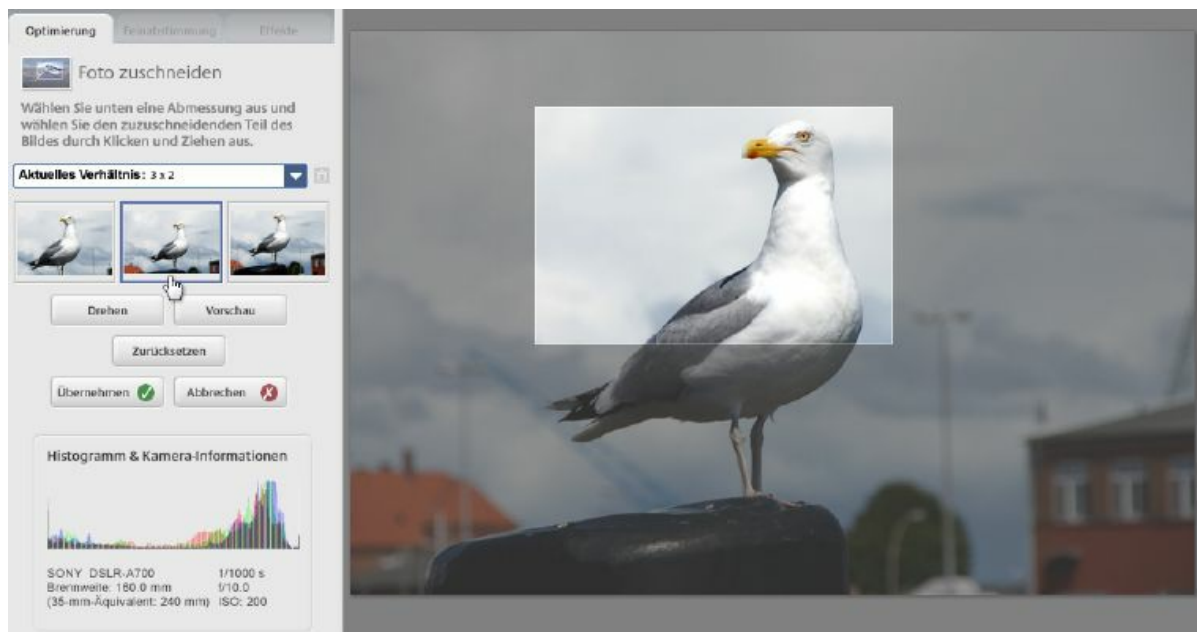 Optimierung Feinabstimmung Effekte
Foto zuschneiden
Wählen Sie unten eine Abmessung aus und
wählen Sie den zuzuschneidenden Teil des
Bildes durch Klicken und Ziehen aus.
Aktuelles Verhältnis: 3 x 2
Drehen Vorschau
Zurücksetzen
Übernehmen Abbrechen
Histogramm & Kamera-Informationen
SONY DSLR-A700 1/1000 s
Brennweite: 160.0 mm f/10.0
(35-mm-Äquivalent: 240 mm) ISO: 200